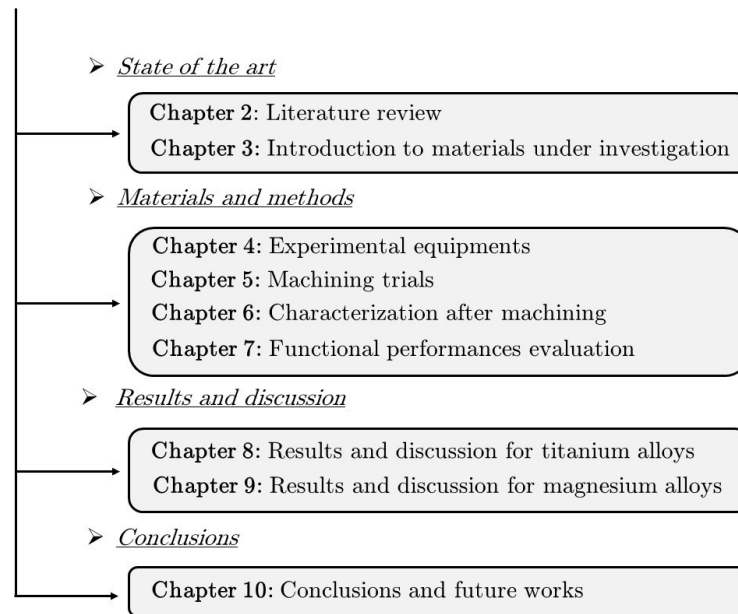 ➤ State of the art
Chapter 2: Literature review
Chapter 3: Introduction to materials under investigation
➤ Materials and methods
Chapter 4: Experimental equipments
Chapter 5: Machining trials
Chapter 6: Characterization after machining
Chapter 7: Functional performances evaluation
➤ Results and discussion
Chapter 8: Results and discussion for titanium alloys
Chapter 9: Results and discussion for magnesium alloys
➤ Conclusions
Chapter 10: Conclusions and future works